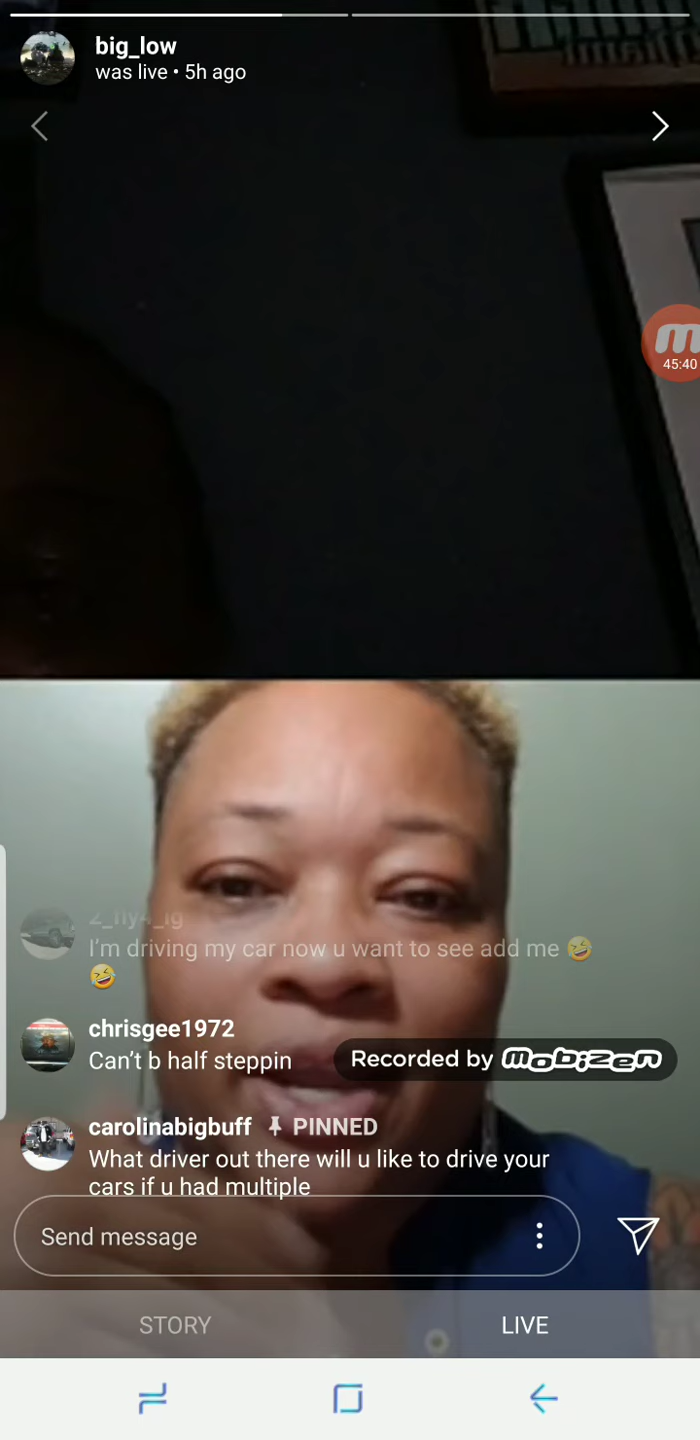 big_low
was live • 5h ago
45:40
2_fly4_ig
I'm driving my car now u want to see add me 🤣
🤣
chrisgee1972
Can't b half steppin
Recorded by mobizen
carolinabigbuff PINNED
What driver out there will u like to drive your
cars if u had multiple
Send message
STORY LIVE